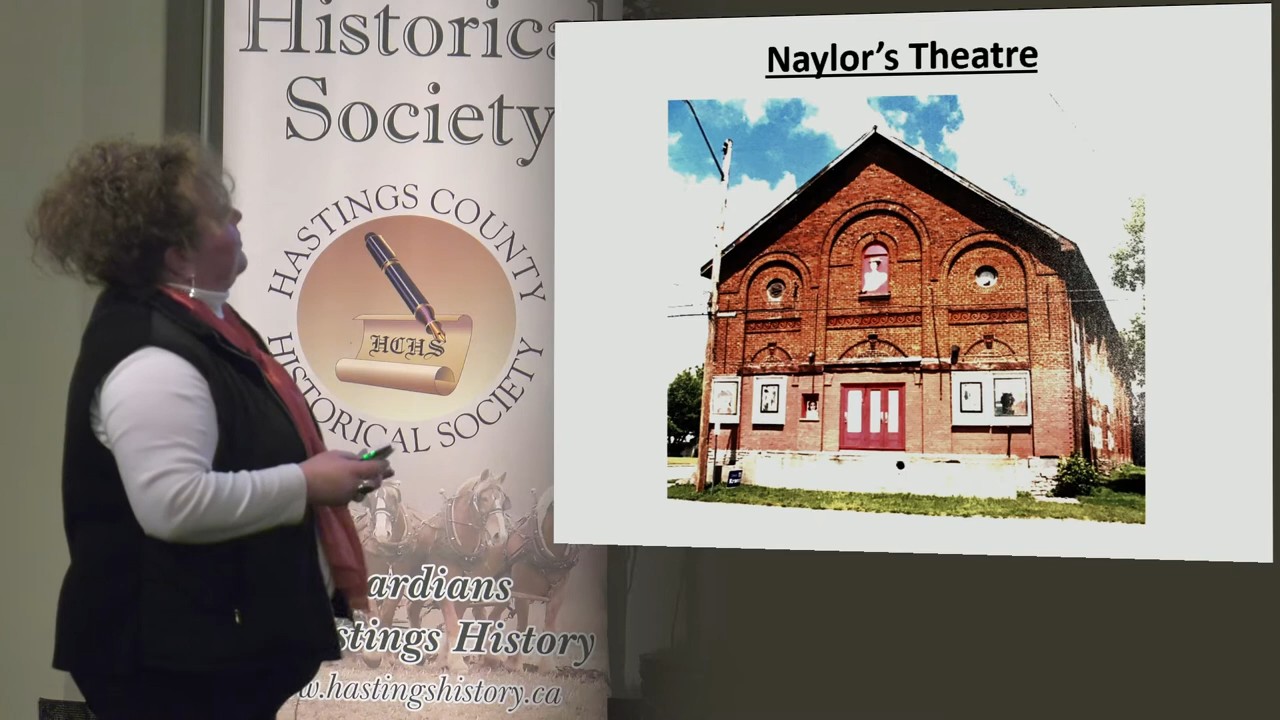 Historica
Society
HASTINGS COUNTY
HCHS
HISTORICAL SOCIETY
ardians
stings History
w.hastingshistory.ca
Naylor's Theatre